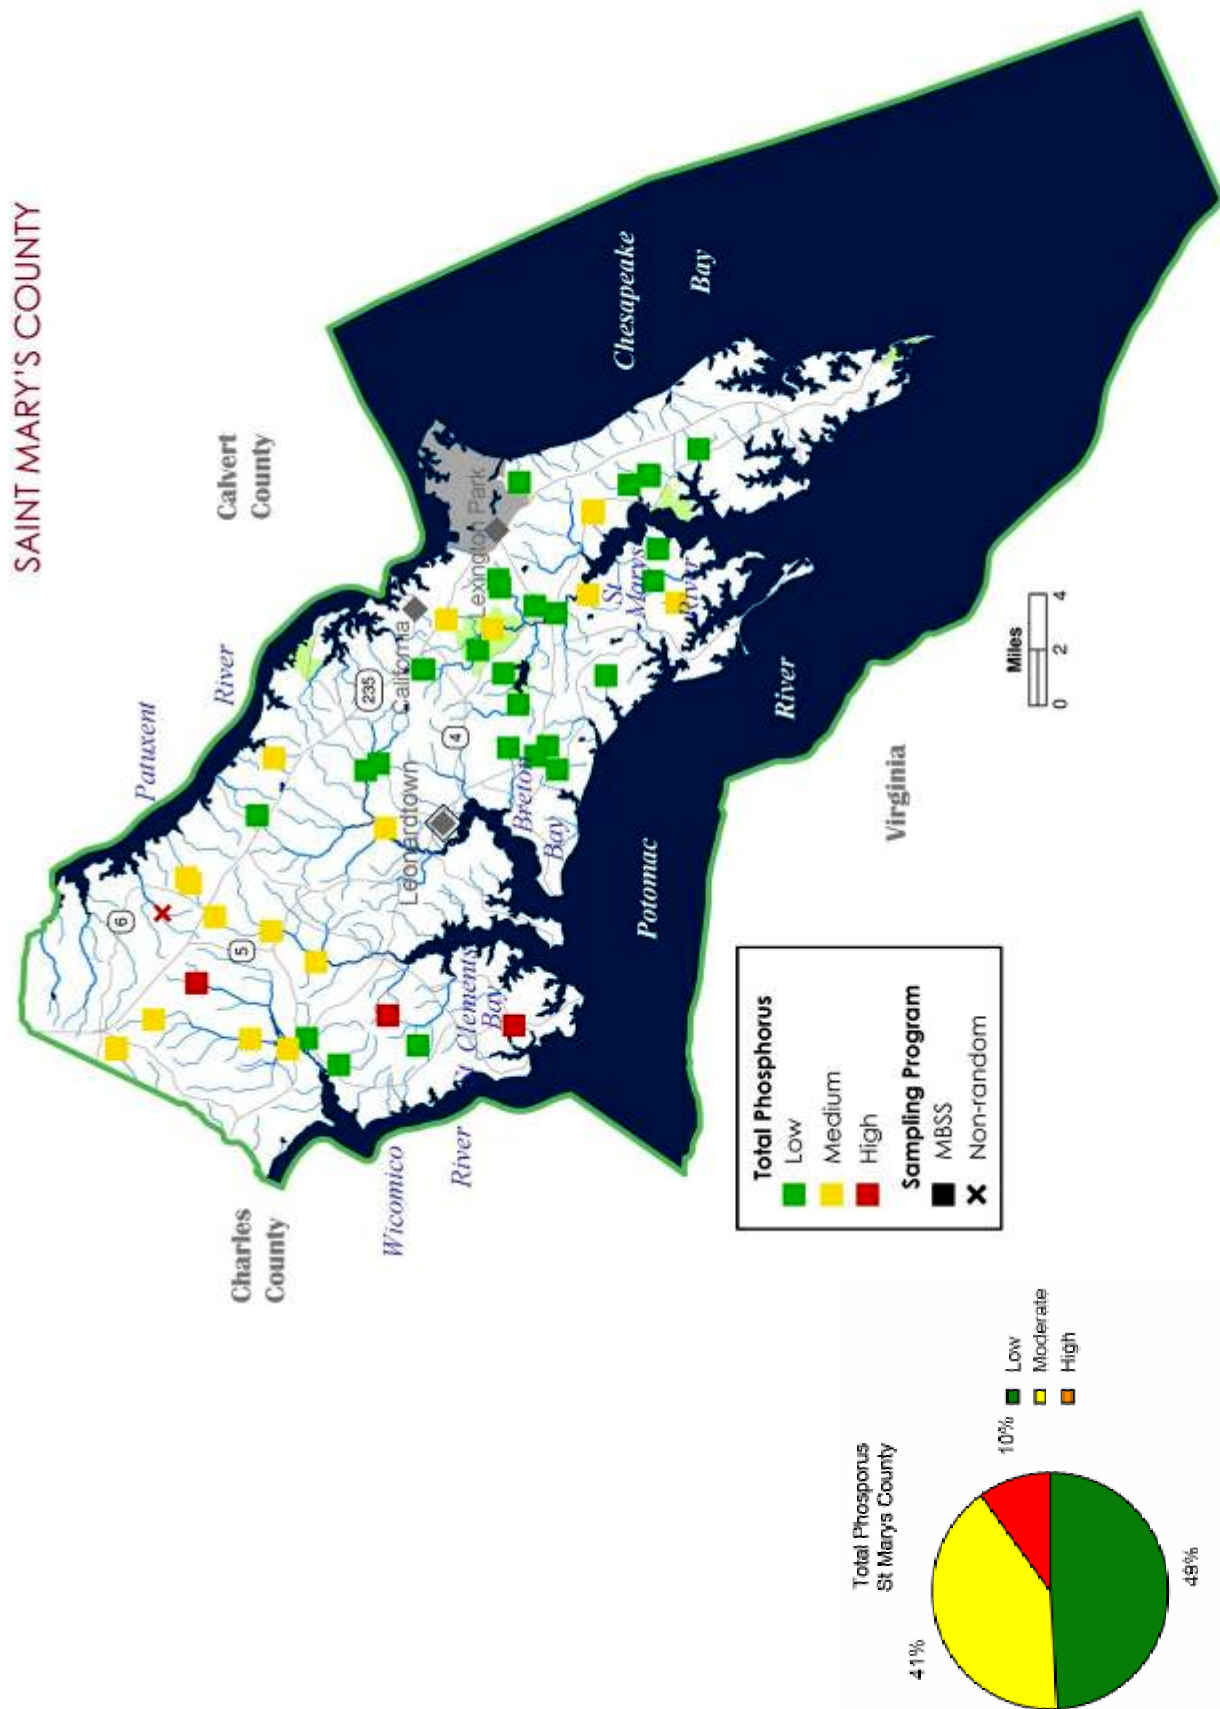 SAINT MARY'S COUNTY
Calvert
County
Patuxent
River
Chesapeake
Bay
Lexington Park
California
235
4
6
5
Leonardtown
St
Marys
River
Breton
Bay
Clements
Bay
Potomac
River
Wicomico
River
Charles
County
Virginia
Miles
0 2 4
Total Phosphorus
Low
Medium
High
Sampling Program
MBSS
Non-random
Total Phosporus
St Marys County
10%
41%
49%
Low
Moderate
High